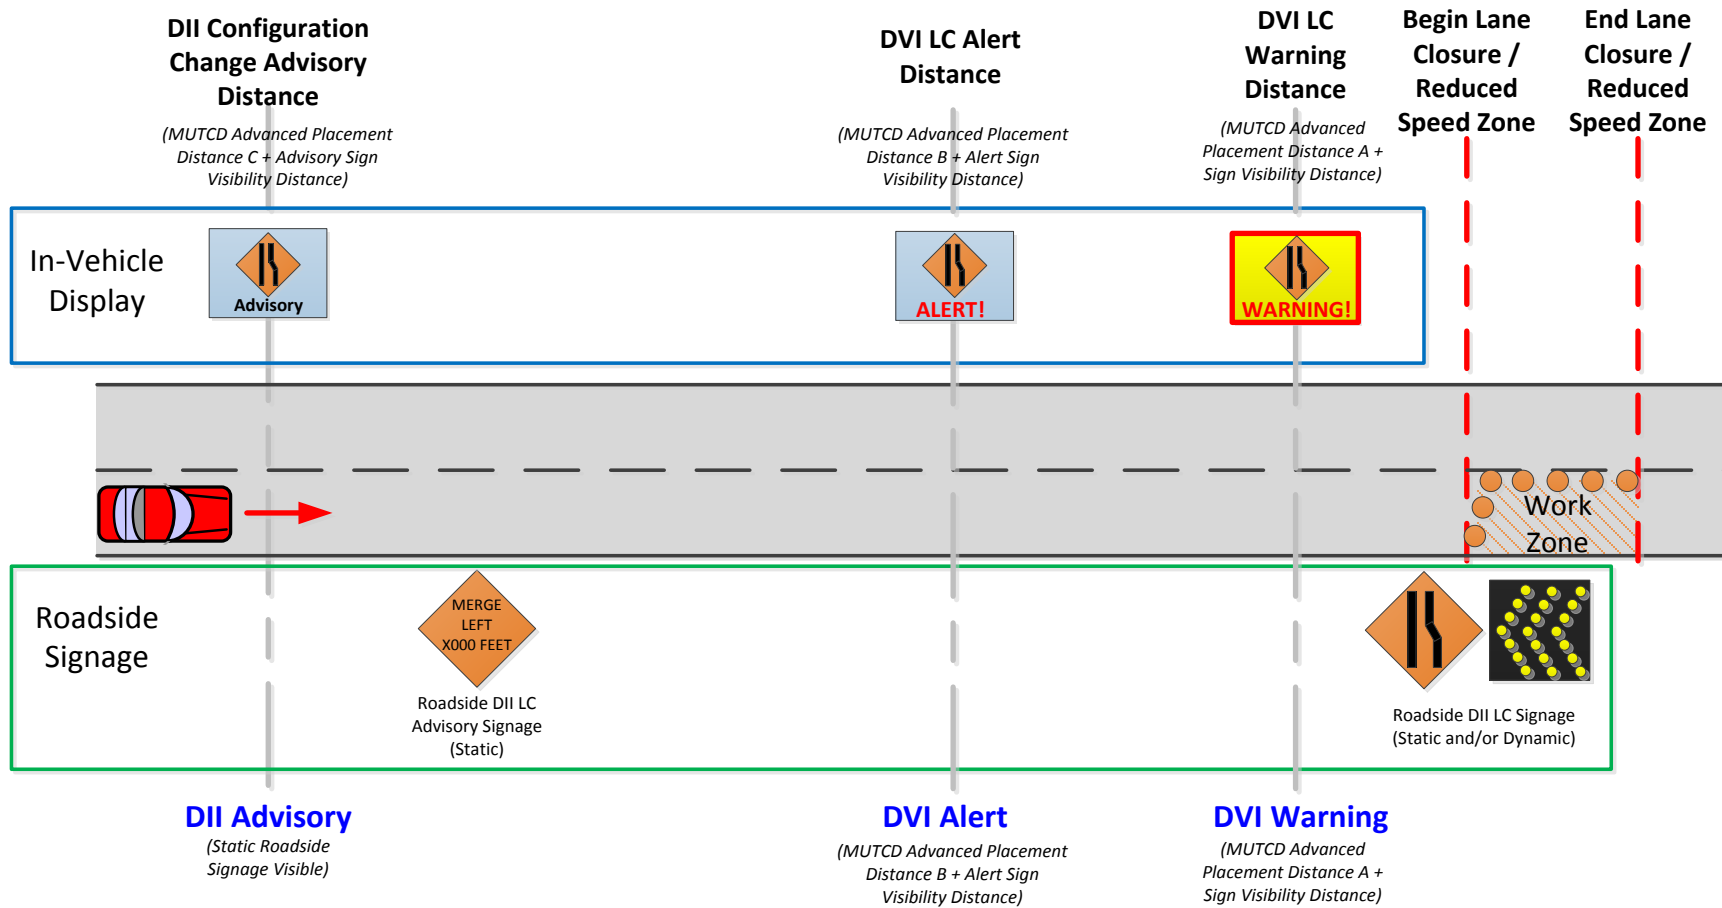 DII Configuration
Change Advisory
Distance
(MUTCD Advanced Placement
Distance C + Advisory Sign
Visibility Distance)
DVI LC Alert
Distance
(MUTCD Advanced Placement
Distance B + Alert Sign
Visibility Distance)
DVI LC
Warning
Distance
(MUTCD Advanced
Placement Distance A +
Sign Visibility Distance)
Begin Lane
Closure /
Reduced
Speed Zone
End Lane
Closure /
Reduced
Speed Zone
In-Vehicle
Display
Advisory
ALERT!
WARNING!
Work
Zone
Roadside
Signage
MERGE
LEFT
X000 FEET
Roadside DII LC
Advisory Signage
(Static)
Roadside DII LC Signage
(Static and/or Dynamic)
DII Advisory
(Static Roadside
Signage Visible)
DVI Alert
(MUTCD Advanced Placement
Distance B + Alert Sign
Visibility Distance)
DVI Warning
(MUTCD Advanced
Placement Distance A +
Sign Visibility Distance)